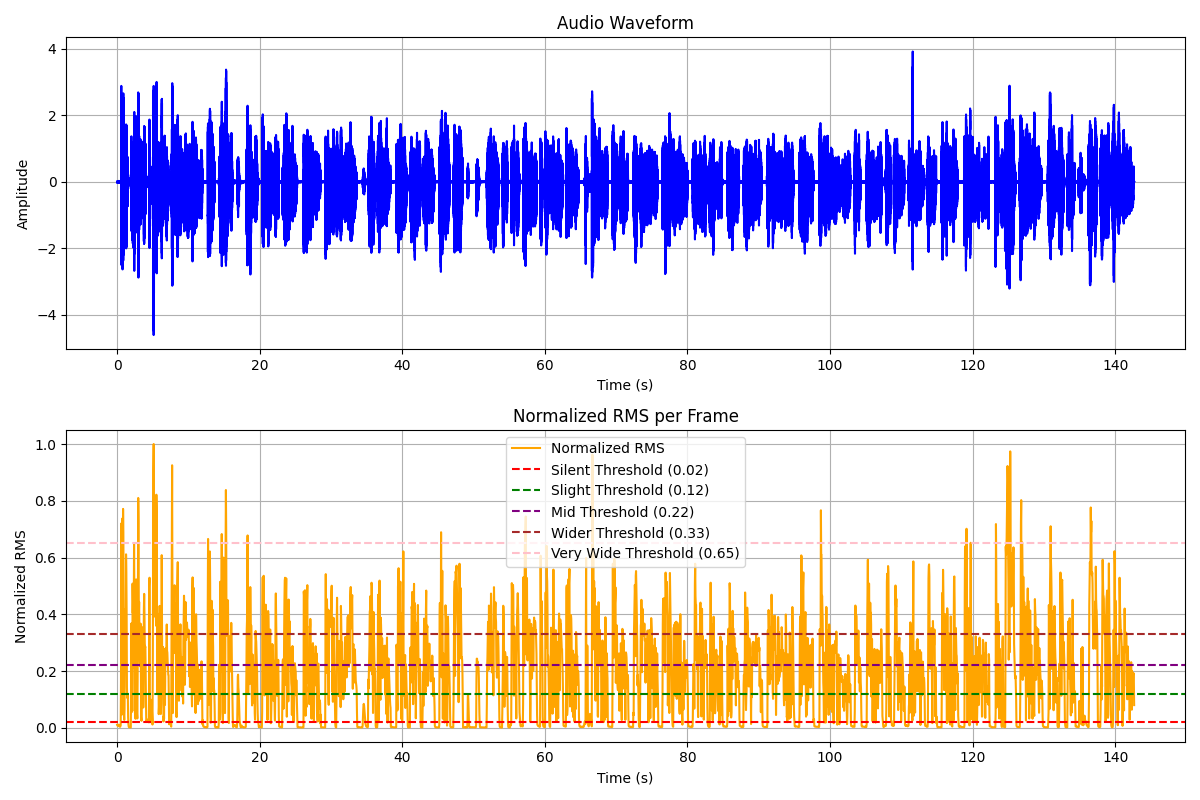 Audio Waveform
4
2
0
−2
−4
Amplitude
0 20 40 60 80 100 120 140
Time (s)
Normalized RMS per Frame
1.0
0.8
0.6
0.4
0.2
0.0
Normalized RMS
Normalized RMS
Silent Threshold (0.02)
Slight Threshold (0.12)
Mid Threshold (0.22)
Wider Threshold (0.33)
Very Wide Threshold (0.65)
0 20 40 60 80 100 120 140
Time (s)